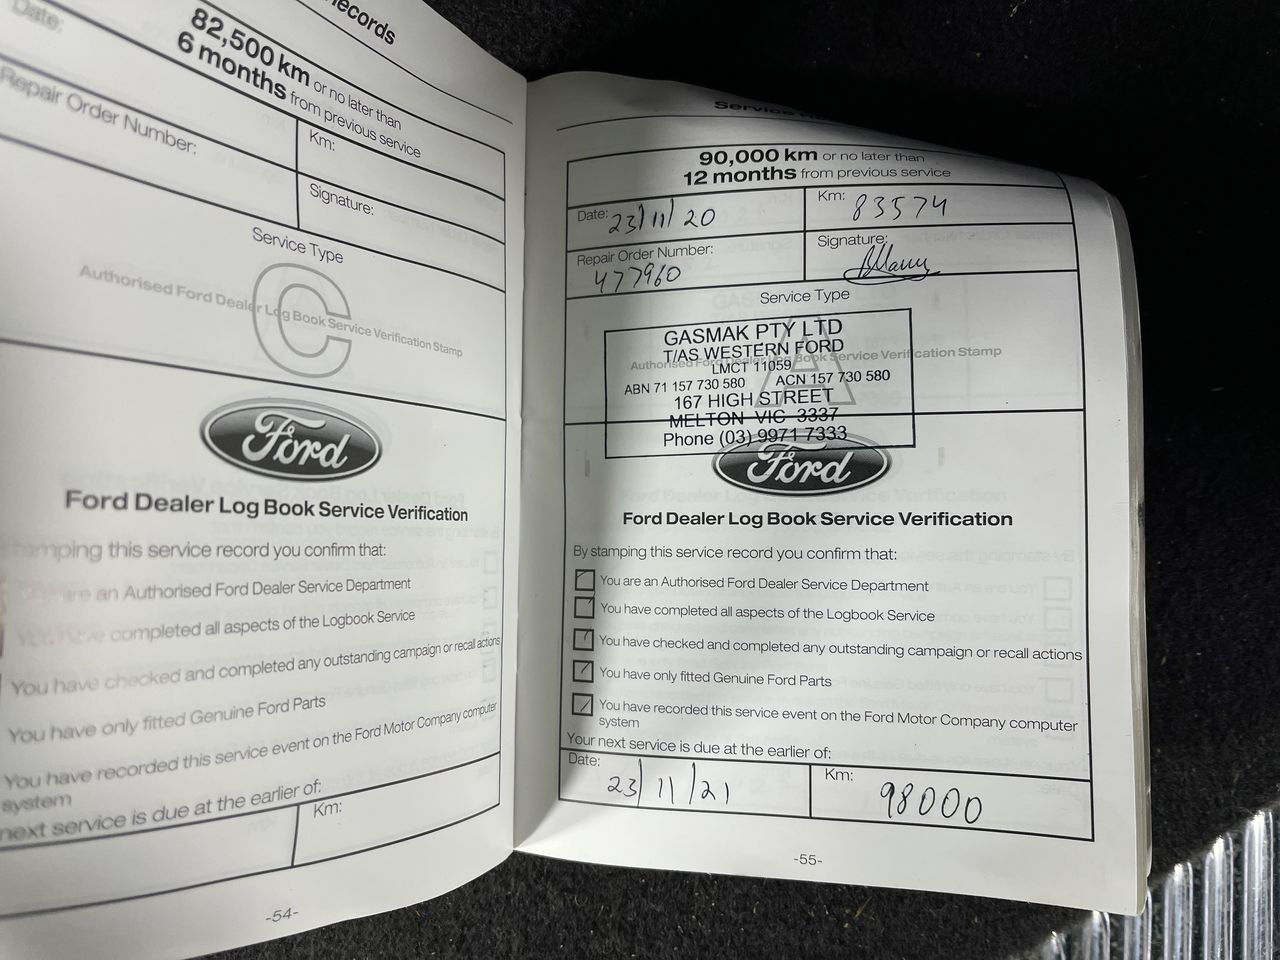 Records
82,500 km or no later than
6 months from previous service
Date:
Km:
Repair Order Number:
Signature:
Service Type
C
Authorised Ford Dealer Log Book Service Verification Stamp
Ford
Ford Dealer Log Book Service Verification
stamping this service record you confirm that:
are an Authorised Ford Dealer Service Department
You have completed all aspects of the Logbook Service
You have checked and completed any outstanding campaign or recall actions
You have only fitted Genuine Ford Parts
You have recorded this service event on the Ford Motor Company computer
system
next service is due at the earlier of:
Km:
-54-
Service
90,000 km or no later than
12 months from previous service
Date: 23/11/20
Km: 83574
Repair Order Number:
477960
Signature:
Service Type
A
Authorised Ford Dealer Log Book Service Verification Stamp
GASMAK PTY LTD
T/AS WESTERN FORD
LMCT 11059
ABN 71 157 730 580 ACN 157 730 580
167 HIGH STREET
MELTON VIC 3337
Phone (03) 9971 7333
Ford
Ford Dealer Log Book Service Verification
By stamping this service record you confirm that:
You are an Authorised Ford Dealer Service Department
You have completed all aspects of the Logbook Service
You have checked and completed any outstanding campaign or recall actions
You have only fitted Genuine Ford Parts
You have recorded this service event on the Ford Motor Company computer
system
Your next service is due at the earlier of:
Date: 23/11/21
Km: 98000
-55-